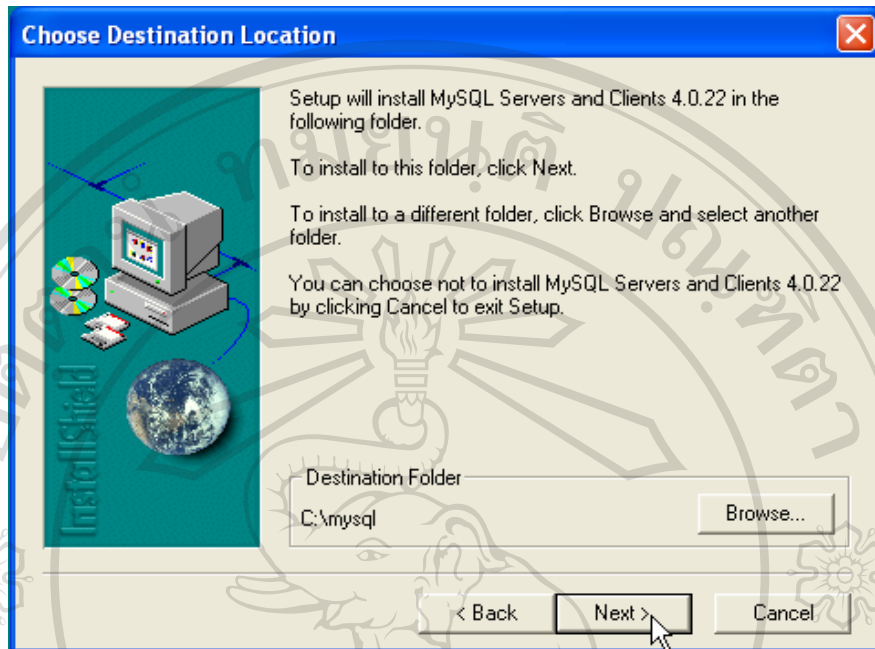 Choose Destination Location
Setup will install MySQL Servers and Clients 4.0.22 in the
following folder.
To install to this folder, click Next.
To install to a different folder, click Browse and select another
folder.
You can choose not to install MySQL Servers and Clients 4.0.22
by clicking Cancel to exit Setup.
InstallShield
Destination Folder
C:\mysql
Browse...
< Back
Next >
Cancel